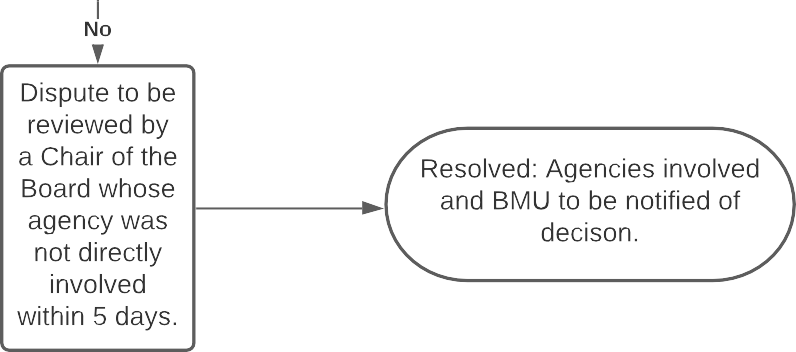 No
Dispute to be
reviewed by
a Chair of the
Board whose
agency was
not directly
involved
within 5 days.
Resolved: Agencies involved
and BMU to be notified of
decison.